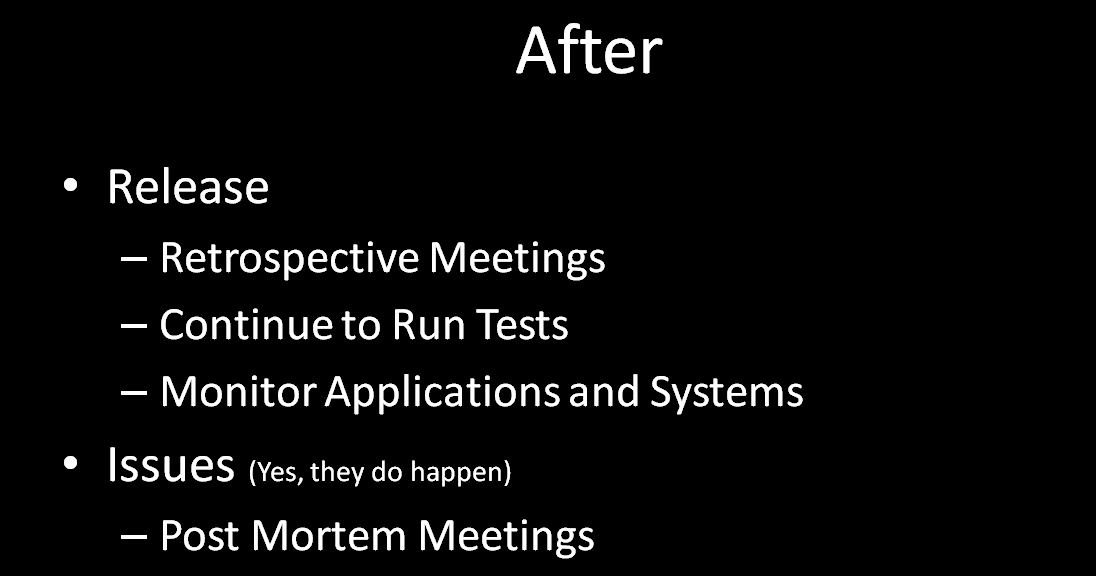 After
• Release
– Retrospective Meetings
– Continue to Run Tests
– Monitor Applications and Systems
• Issues (Yes, they do happen)
– Post Mortem Meetings